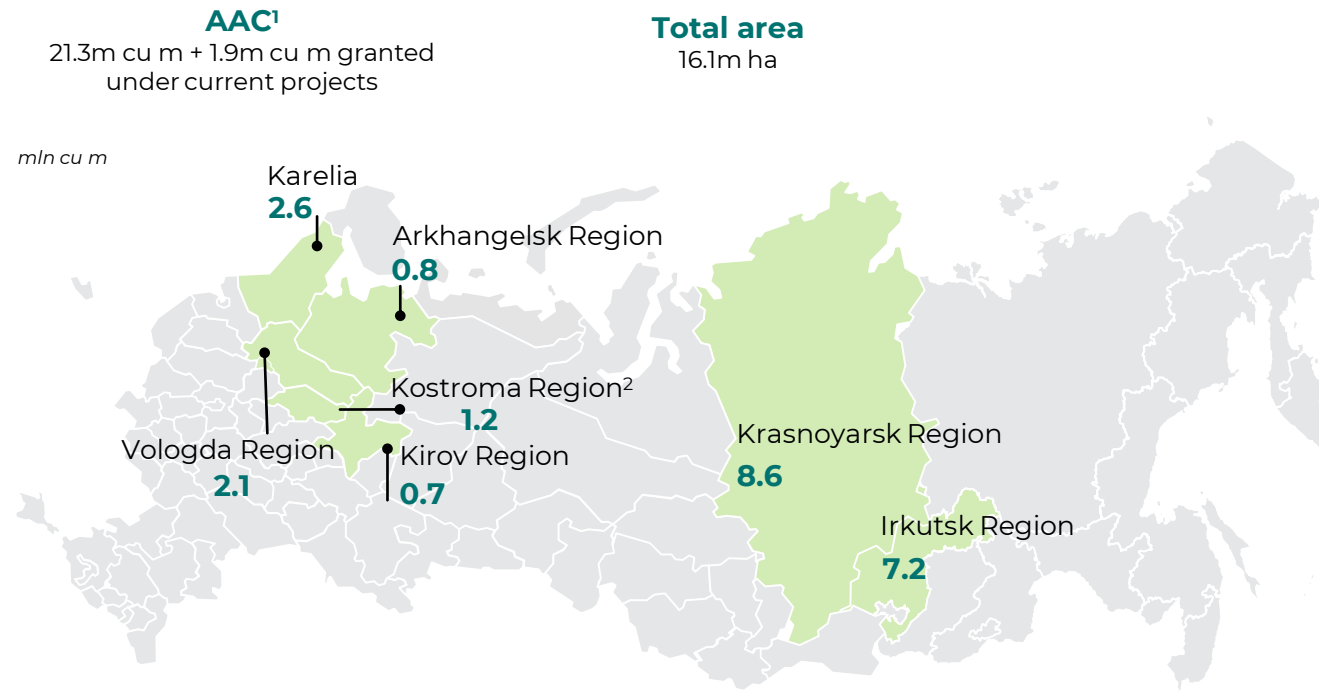 AAC¹
21.3m cu m + 1.9m cu m granted
under current projects
Total area
16.1m ha
mln cu m
Karelia
2.6
Arkhangelsk Region
0.8
Kostroma Region²
1.2
Vologda Region
2.1
Kirov Region
0.7
Krasnoyarsk Region
8.6
Irkutsk Region
7.2